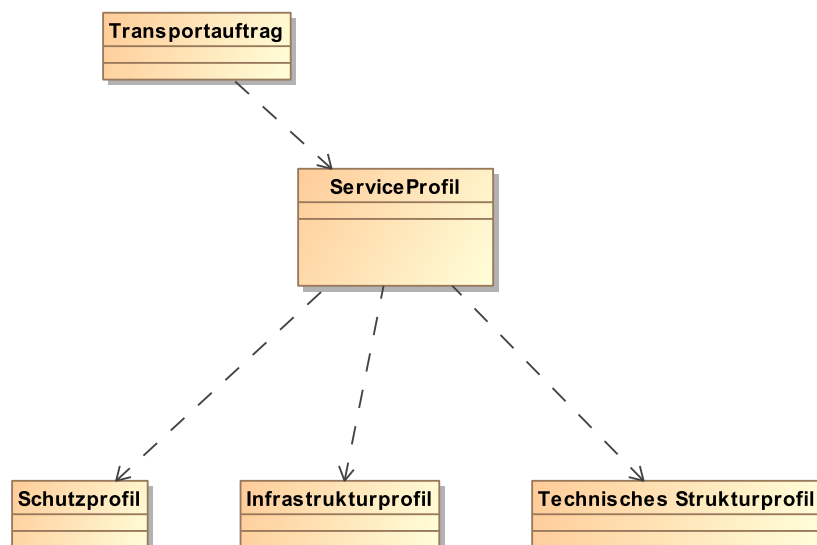 Transportauftrag
ServiceProfil
Schutzprofil
Infrastrukturprofil
Technisches Strukturprofil